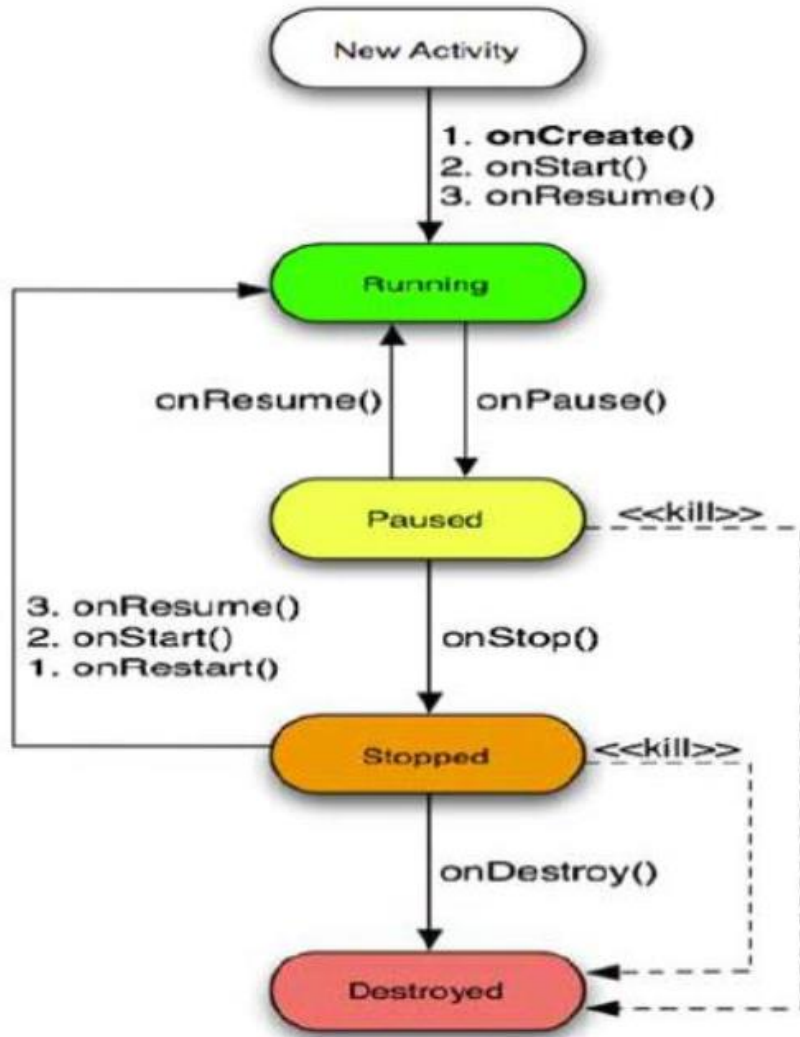 New Activity
1. onCreate()
2. onStart()
3. onResume()
Running
onResume()
onPause()
Paused
<<kill>>
3. onResume()
2. onStart()
1. onRestart()
onStop()
Stopped
<<kill>>
onDestroy()
Destroyed